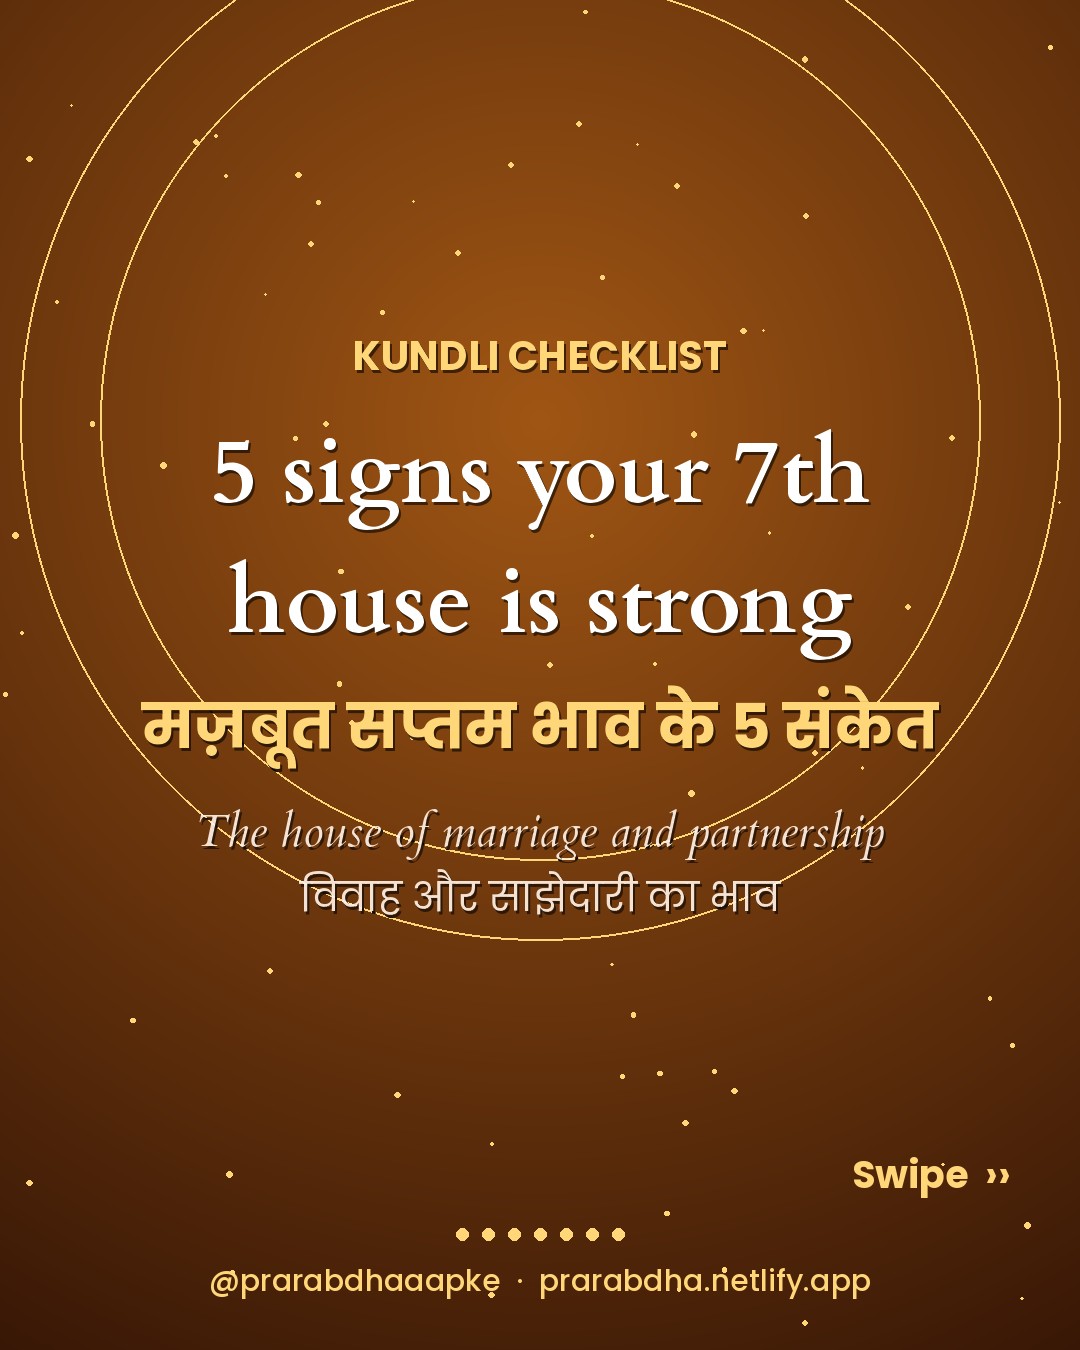 KUNDLI CHECKLIST
5 signs your 7th
house is strong
मज़बूत सप्तम भाव के 5 संकेत
The house of marriage and partnership
विवाह और साझेदारी का भाव
Swipe ››
@prarabdhaaapke · prarabdha.netlify.app